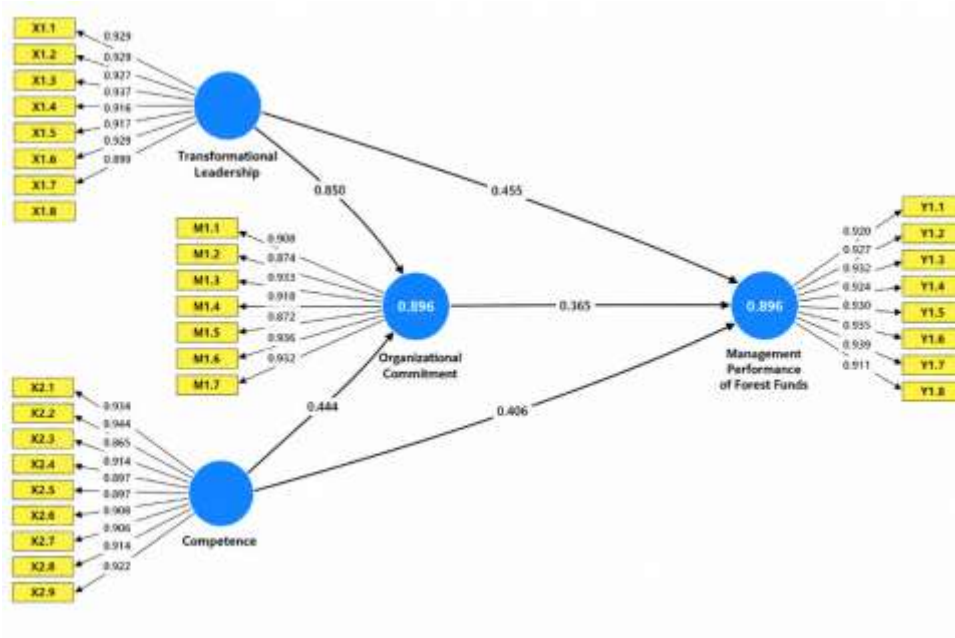 X1.1
X1.2
X1.3
X1.4
X1.5
X1.6
X1.7
X1.8
0.929
0.929
0.927
0.937
0.916
0.917
0.929
0.899
Transformational
Leadership
0.850
0.455
M1.1
M1.2
M1.3
M1.4
M1.5
M1.6
M1.7
0.908
0.874
0.933
0.918
0.872
0.936
0.932
0.896
Organizational
Commitment
0.365
0.444
0.406
X2.1
X2.2
X2.3
X2.4
X2.5
X2.6
X2.7
X2.8
X2.9
0.934
0.944
0.865
0.914
0.897
0.897
0.908
0.906
0.914
0.922
Competence
0.896
Management
Performance
of Forest Funds
0.920
0.927
0.932
0.924
0.930
0.935
0.939
0.911
Y1.1
Y1.2
Y1.3
Y1.4
Y1.5
Y1.6
Y1.7
Y1.8